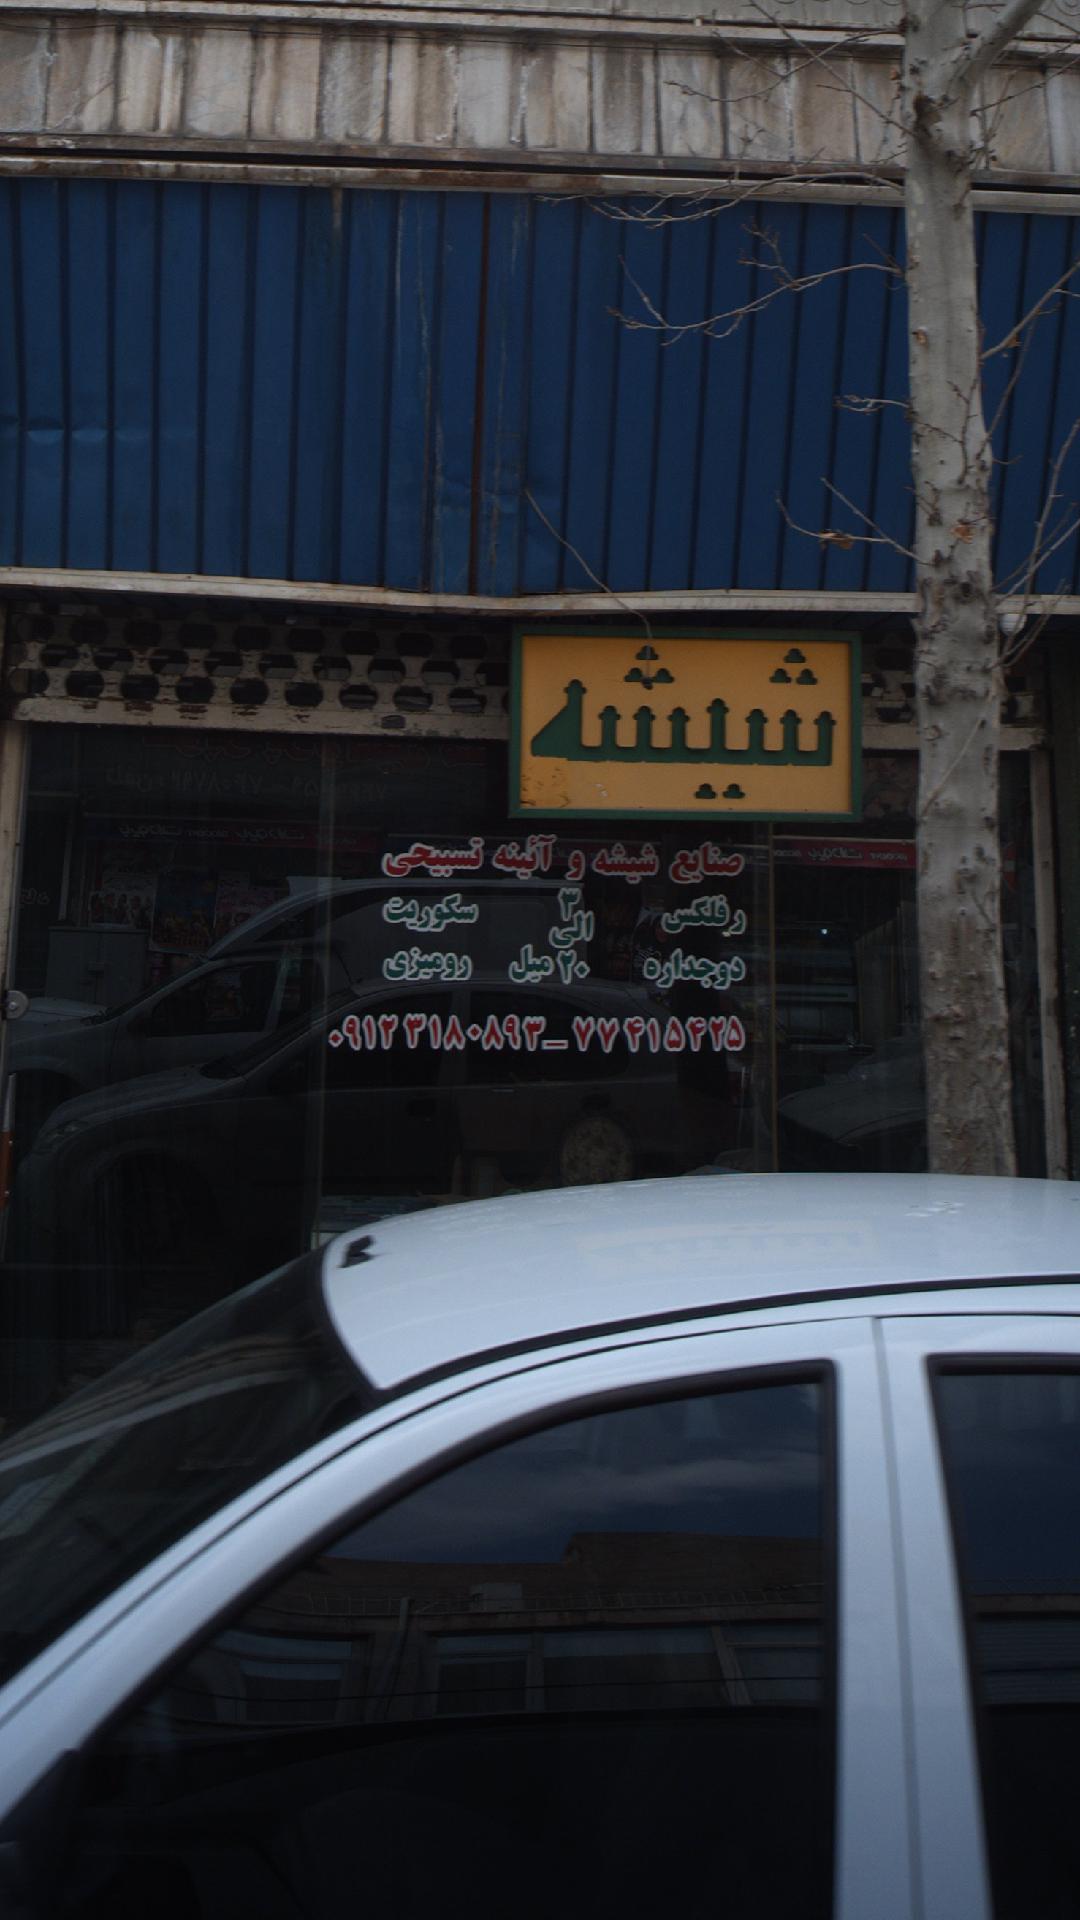 شیشه
صنایع شیشه و آئینه تسبیحی
رفلکس ۳ الی ۲۰ میل سکوریت
دوجداره رومیزی
۰۹۱۲۳۱۸۰۸۹۳_۷۷۴۱۵۴۲۵